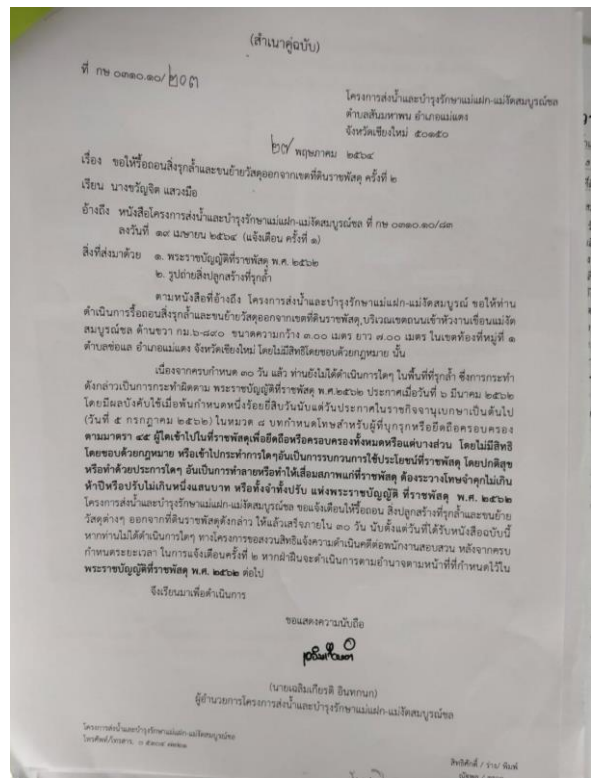 (สำเนาคู่ฉบับ)
ที่ กษ ๐๓๑๐.๑๐/๒๐๓
โครงการส่งน้ำและบำรุงรักษาแม่แฝก-แม่งัดสมบูรณ์ชล
ตำบลสันมหาพน อำเภอแม่แตง
จังหวัดเชียงใหม่ ๕๐๑๕๐
๒๗ พฤษภาคม ๒๕๖๔
เรื่อง ขอให้รื้อถอนสิ่งรุกล้ำและขนย้ายวัสดุออกจากเขตที่ดินราชพัสดุ ครั้งที่ ๒
เรียน นางขวัญจิต แสวงมือ
อ้างถึง หนังสือโครงการส่งน้ำและบำรุงรักษาแม่แฝก-แม่งัดสมบูรณ์ชล ที่ กษ ๐๓๑๐.๑๐/๘๓
ลงวันที่ ๑๙ เมษายน ๒๕๖๔ (แจ้งเตือน ครั้งที่ ๑)
สิ่งที่ส่งมาด้วย ๑. พระราชบัญญัติที่ราชพัสดุ พ.ศ. ๒๕๖๒
๒. รูปถ่ายสิ่งปลูกสร้างที่รุกล้ำ
ตามหนังสือที่อ้างถึง โครงการส่งน้ำและบำรุงรักษาแม่แฝก-แม่งัดสมบูรณ์ ขอให้ท่าน
ดำเนินการรื้อถอนสิ่งรุกล้ำและขนย้ายวัสดุออกจากเขตที่ดินราชพัสดุ,บริเวณเขตถนนเข้าหัวงานเขื่อนแม่งัด
สมบูรณ์ชล ด้านขวา กม.๖-๘๙๐ ขนาดความกว้าง ๓.๐๐ เมตร ยาว ๗.๐๐ เมตร ในเขตท้องที่หมู่ที่ ๑
ตำบลช่อแล อำเภอแม่แตง จังหวัดเชียงใหม่ โดยไม่มีสิทธิโดยชอบด้วยกฎหมาย นั้น
เนื่องจากครบกำหนด ๓๐ วัน แล้ว ท่านยังไม่ได้ดำเนินการใดๆ ในพื้นที่ที่รุกล้ำ ซึ่งการกระทำ
ดังกล่าวเป็นการกระทำผิดตาม พระราชบัญญัติที่ราชพัสดุ พ.ศ.๒๕๖๒ ประกาศเมื่อวันที่ ๖ มีนาคม ๒๕๖๒
โดยมีผลบังคับใช้เมื่อพ้นกำหนดหนึ่งร้อยยี่สิบวันนับแต่วันประกาศในราชกิจจานุเบกษาเป็นต้นไป
(วันที่ ๕ กรกฎาคม ๒๕๖๒) ในหมวด ๘ บทกำหนดโทษสำหรับผู้ที่บุกรุกหรือยึดถือครอบครอง
ตามมาตรา ๔๕ ผู้ใดเข้าไปในที่ราชพัสดุเพื่อยึดถือหรือครอบครองทั้งหมดหรือแต่บางส่วน โดยไม่มีสิทธิ
โดยชอบด้วยกฎหมาย หรือเข้าไปกระทำการใดๆอันเป็นการรบกวนการใช้ประโยชน์ที่ราชพัสดุ โดยปกติสุข
หรือทำด้วยประการใดๆ อันเป็นการทำลายหรือทำให้เสื่อมสภาพแก่ที่ราชพัสดุ ต้องระวางโทษจำคุกไม่เกิน
ห้าปีหรือปรับไม่เกินหนึ่งแสนบาท หรือทั้งจำทั้งปรับ แห่งพระราชบัญญัติ ที่ราชพัสดุ พ.ศ. ๒๕๖๒
โครงการส่งน้ำและบำรุงรักษาแม่แฝก-แม่งัดสมบูรณ์ชล ขอแจ้งเตือนให้รื้อถอน สิ่งปลูกสร้างที่รุกล้ำและขนย้าย
วัสดุต่างๆ ออกจากที่ดินราชพัสดุดังกล่าว ให้แล้วเสร็จภายใน ๓๐ วัน นับตั้งแต่วันที่ได้รับหนังสือฉบับนี้
หากท่านไม่ได้ดำเนินการใดๆ ทางโครงการขอสงวนสิทธิแจ้งความดำเนินคดีต่อพนักงานสอบสวน หลังจากครบ
กำหนดระยะเวลา ในการแจ้งเตือนครั้งที่ ๒ หากฝ่าฝืนจะดำเนินการตามอำนาจตามหน้าที่ที่กำหนดไว้ใน
พระราชบัญญัติที่ราชพัสดุ พ.ศ. ๒๕๖๒ ต่อไป
จึงเรียนมาเพื่อดำเนินการ
ขอแสดงความนับถือ
(นายเฉลิมเกียรติ อินทกนก)
ผู้อำนวยการโครงการส่งน้ำและบำรุงรักษาแม่แฝก-แม่งัดสมบูรณ์ชล
โครงการส่งน้ำและบำรุงรักษาแม่แฝก-แม่งัดสมบูรณ์ชล
โทรศัพท์/โทรสาร.
สิทธิศักดิ์ / ร่าง/ พิมพ์